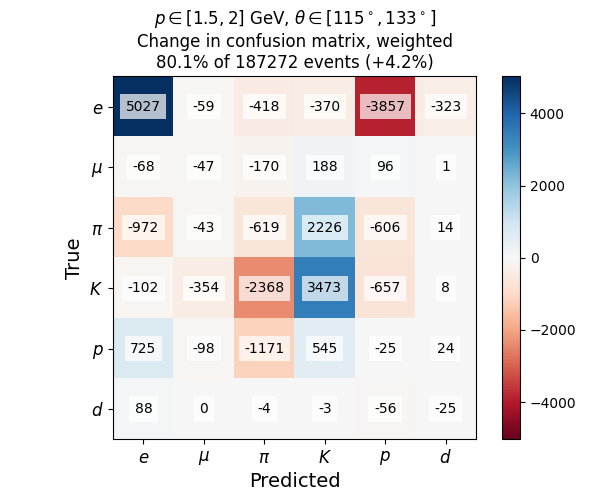 p ∈ [1.5, 2] GeV, θ ∈ [115°, 133°]
Change in confusion matrix, weighted
80.1% of 187272 events (+4.2%)
e 5027 -59 -418 -370 -3857 -323
μ -68 -47 -170 188 96 1
π -972 -43 -619 2226 -606 14
K -102 -354 -2368 3473 -657 8
p 725 -98 -1171 545 -25 24
d 88 0 -4 -3 -56 -25
e μ π K p d
Predicted
True
4000
2000
0
−2000
−4000